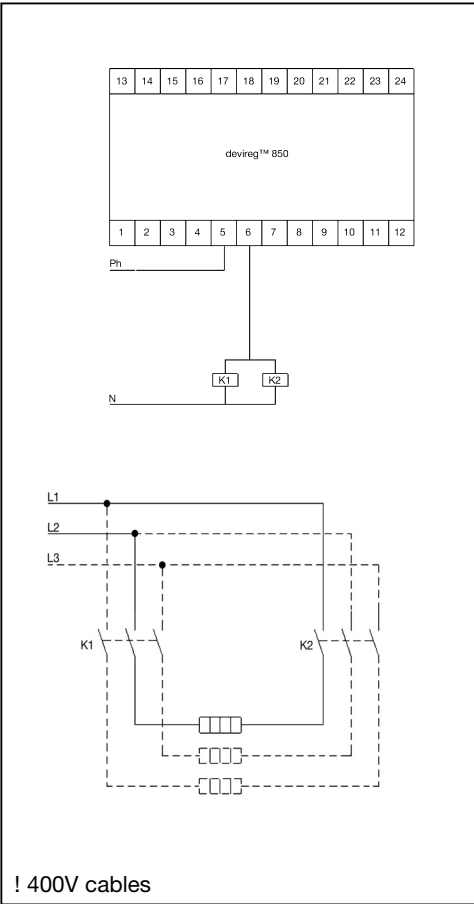 13 14 15 16 17 18 19 20 21 22 23 24
devireg™ 850
1 2 3 4 5 6 7 8 9 10 11 12
Ph
K1 K2
N
L1
L2
L3
K1 K2
! 400V cables